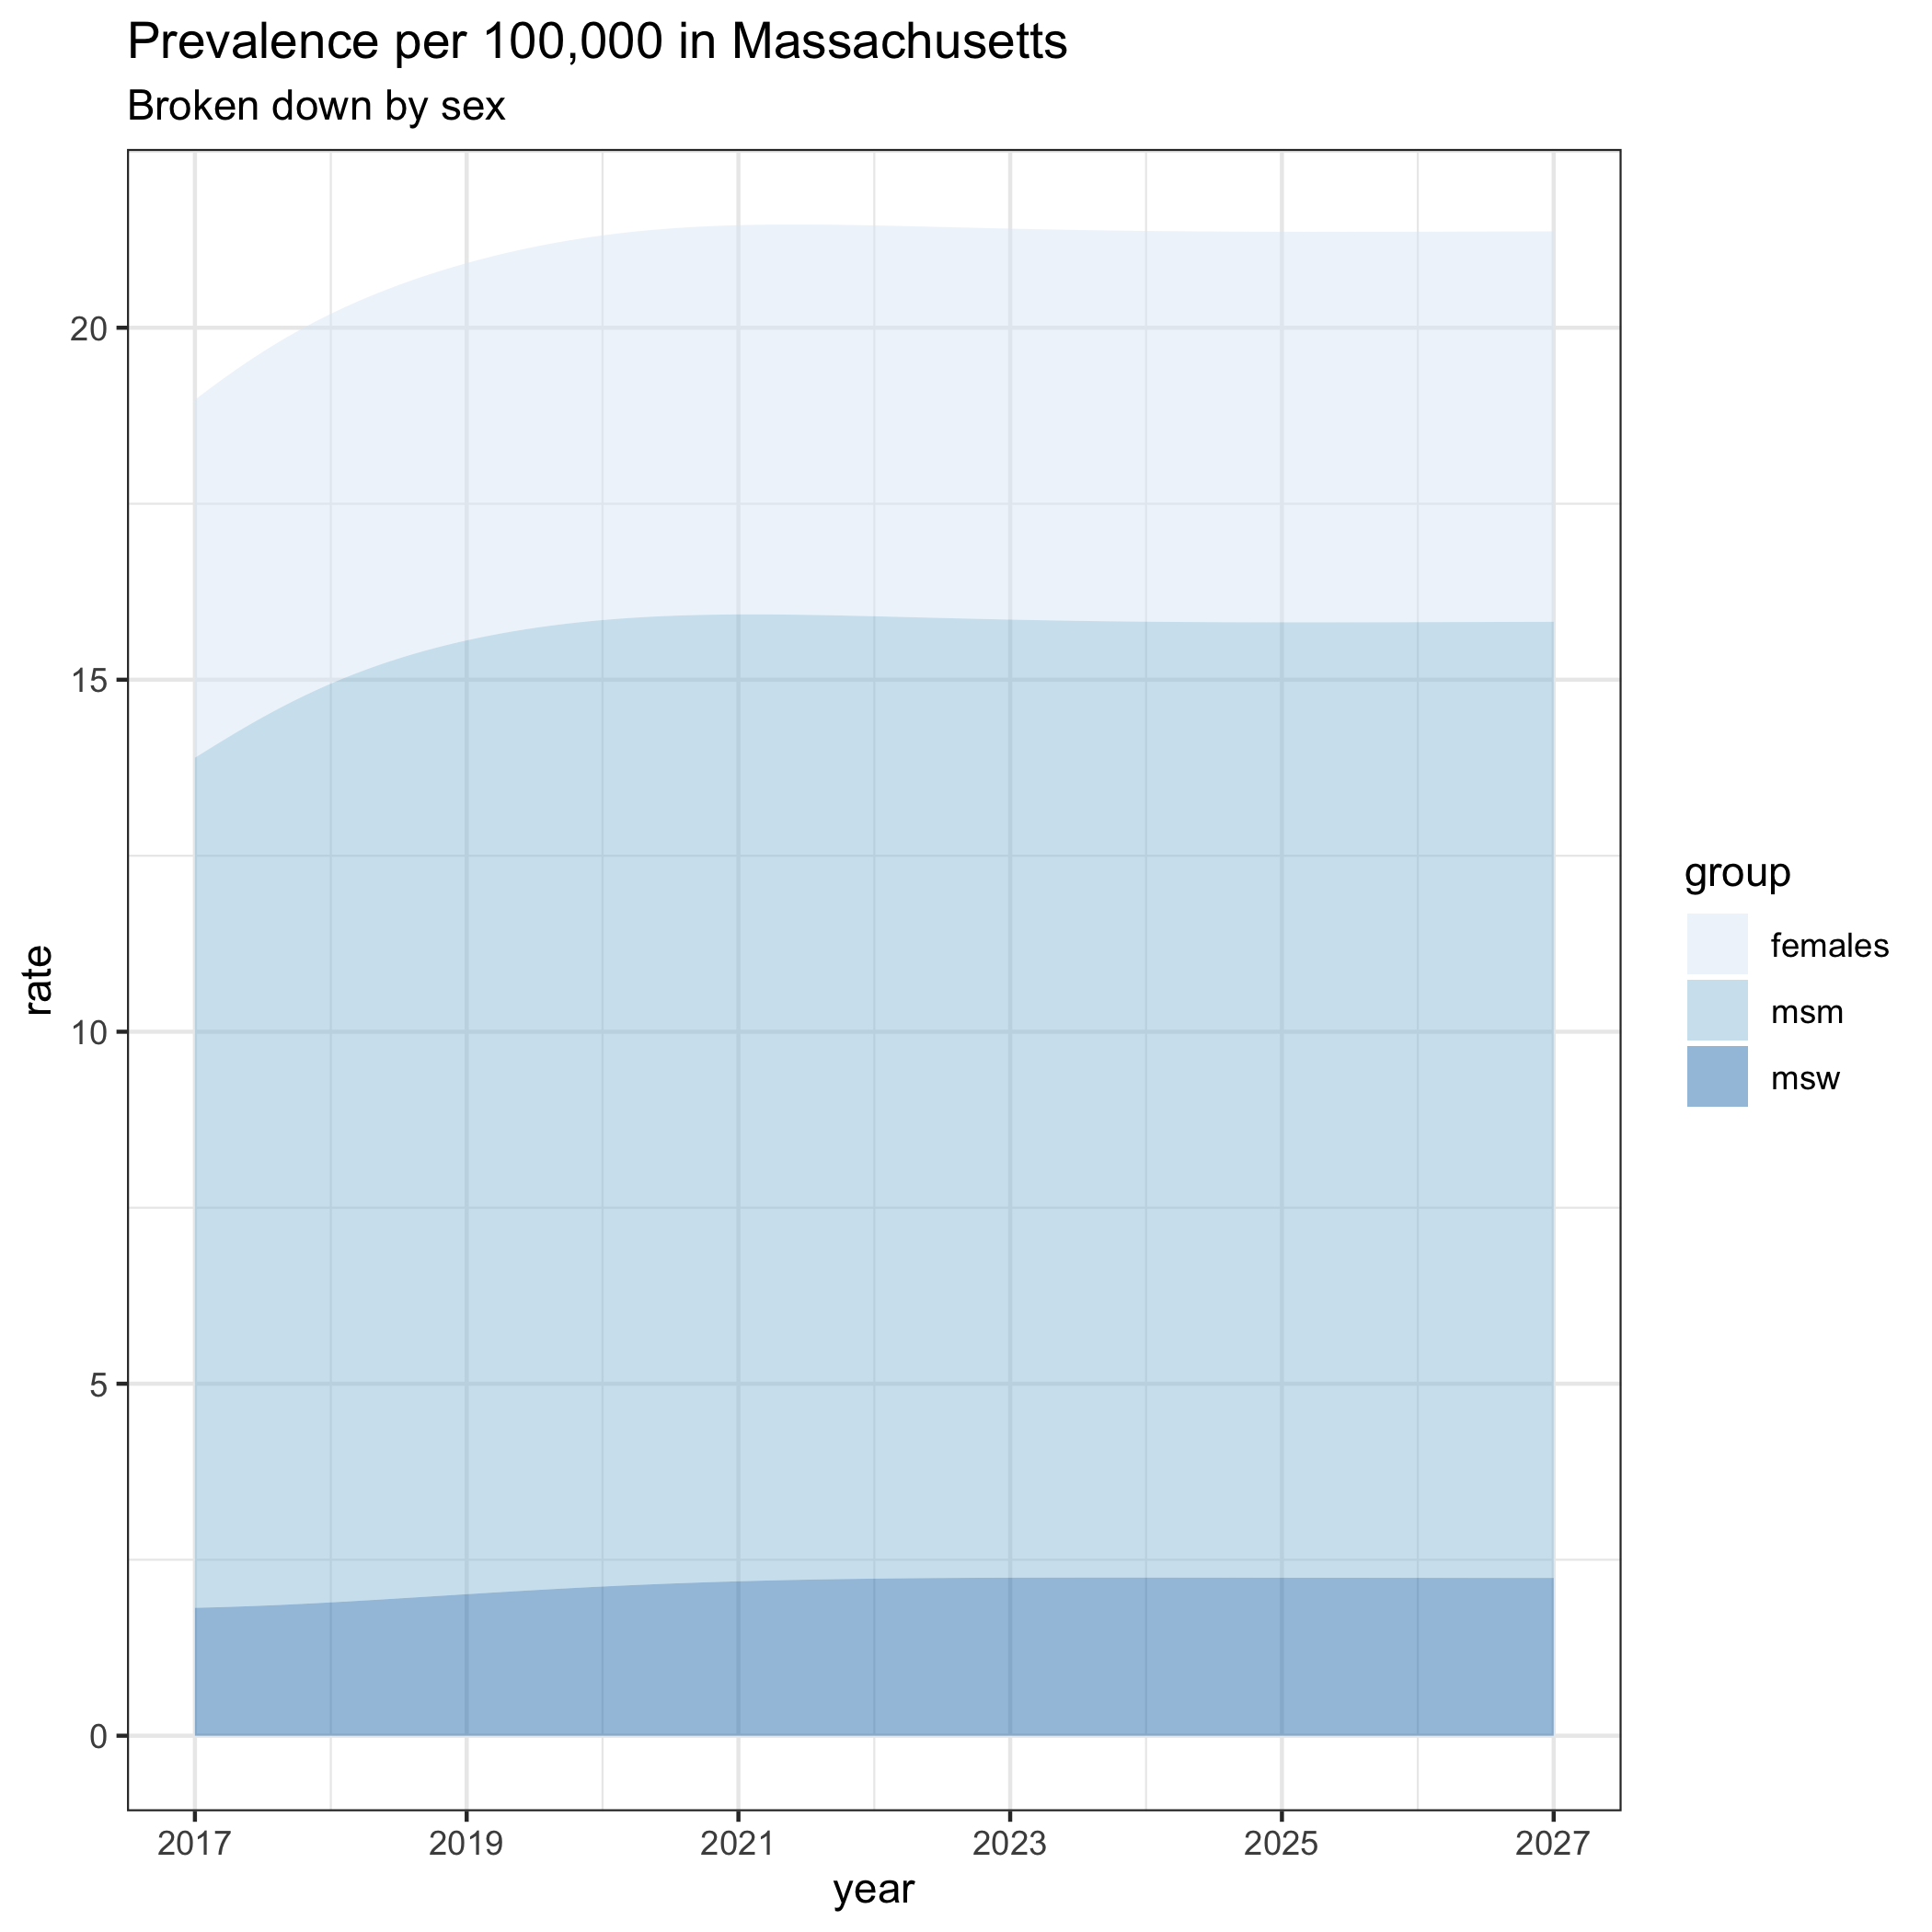 Prevalence per 100,000 in Massachusetts
Broken down by sex
rate
20
15
10
5
0
2017 2019 2021 2023 2025 2027
year
group
females
msm
msw